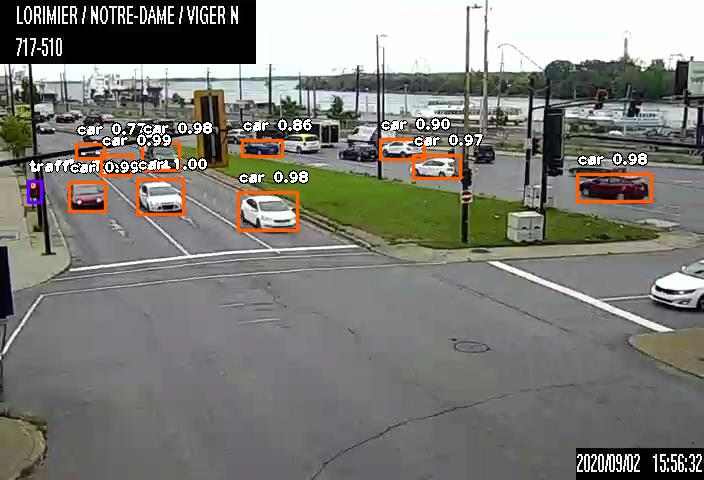 LORIMIER / NOTRE-DAME / VIGER N
717-510
car 0.77
car 0.98
car 0.99
car 0.86
car 0.90
car 0.97
car 0.98
car 0.99
1.00
car 0.98
2020/09/02 15:56:32